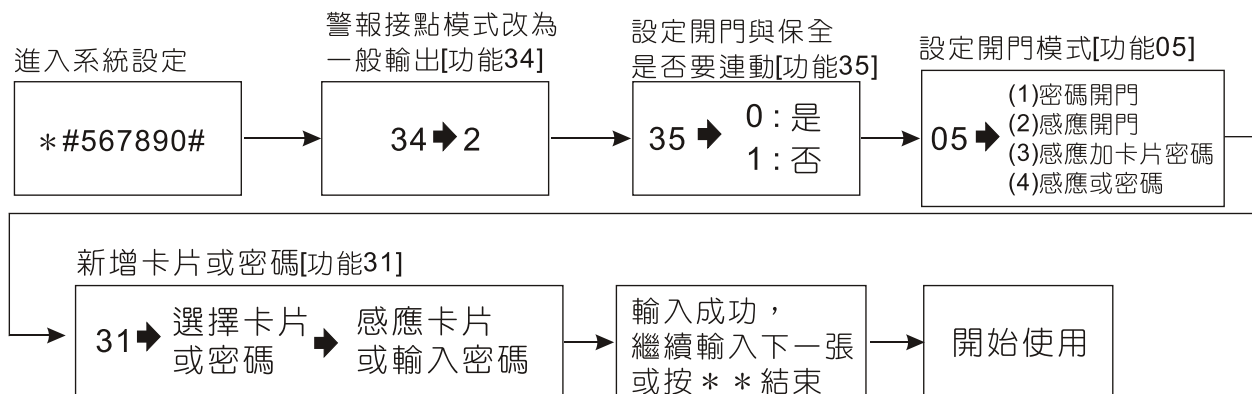 進入系統設定
＊#567890#
警報接點模式改為
一般輸出[功能34]
34➧2
設定開門與保全
是否要連動[功能35]
35➧
0：是
1：否
設定開門模式[功能05]
05➧
(1)密碼開門
(2)感應開門
(3)感應加卡片密碼
(4)感應或密碼
新增卡片或密碼[功能31]
31➧
選擇卡片
或密碼
➧
感應卡片
或輸入密碼
輸入成功，
繼續輸入下一張
或按＊＊結束
開始使用